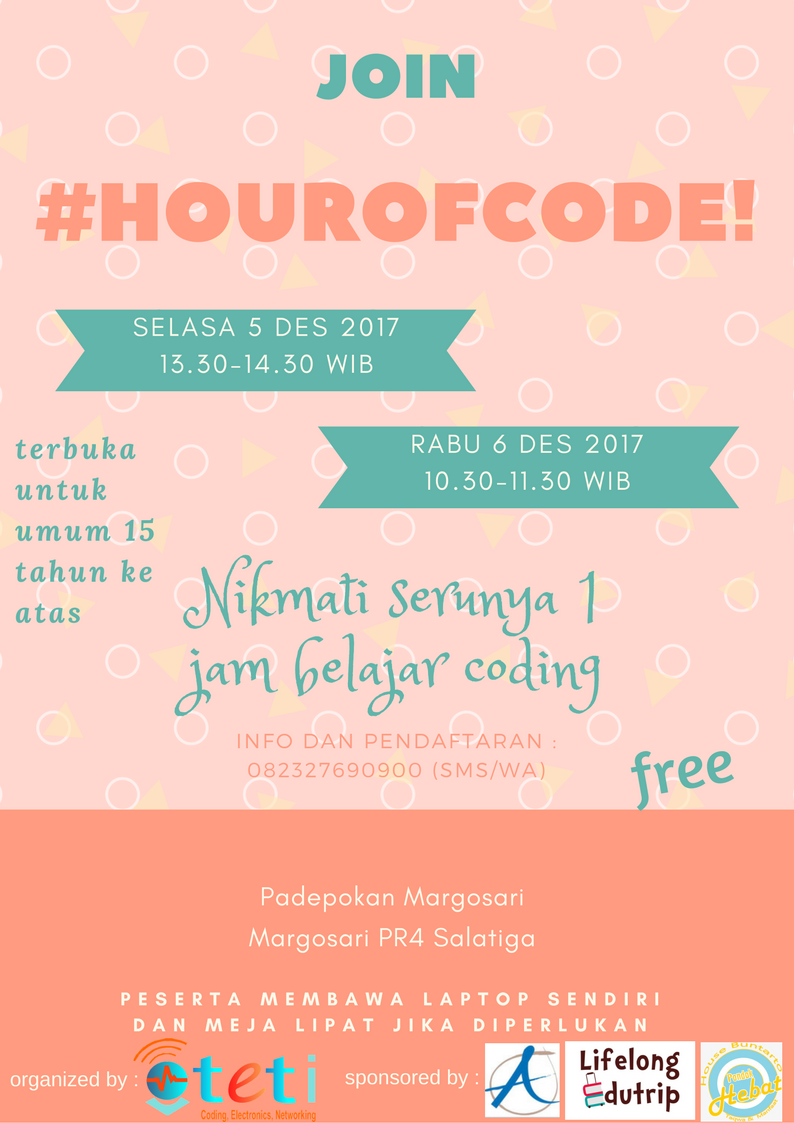 JOIN
#HOUROFCODE!
SELASA 5 DES 2017
13.30-14.30 WIB
RABU 6 DES 2017
10.30-11.30 WIB
terbuka
untuk
umum 15
tahun ke
atas
Nikmati serunya 1
jam belajar coding
INFO DAN PENDAFTARAN :
082327690900 (SMS/WA)
free
Padepokan Margosari
Margosari PR4 Salatiga
PESERTA MEMBAWA LAPTOP SENDIRI
DAN MEJA LIPAT JIKA DIPERLUKAN
organized by :
teti
Coding, Electronics, Networking
sponsored by :
Lifelong
Edutrip
House Buntarto
Pondok
Hebat